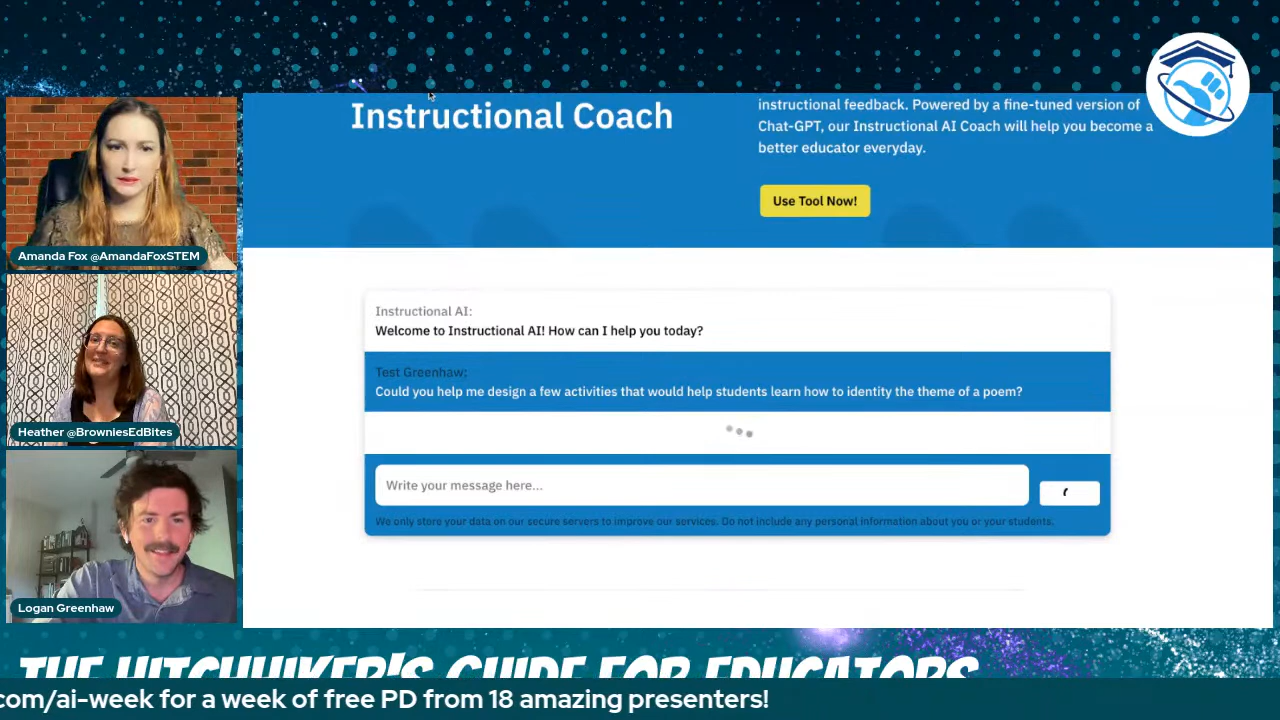 Instructional Coach
instructional feedback. Powered by a fine-tuned version of
Chat-GPT, our Instructional AI Coach will help you become a
better educator everyday.
Use Tool Now!
Amanda Fox @AmandaFoxSTEM
Instructional AI:
Welcome to Instructional AI! How can I help you today?
Test Greenhaw:
Could you help me design a few activities that would help students learn how to identity the theme of a poem?
Heather @BrowniesEdBites
Write your message here...
We only store your data on our secure servers to improve our services. Do not include any personal information about you or your students.
Logan Greenhaw
THE HITCHHIKER'S GUIDE FOR EDUCATORS
com/ai-week for a week of free PD from 18 amazing presenters!